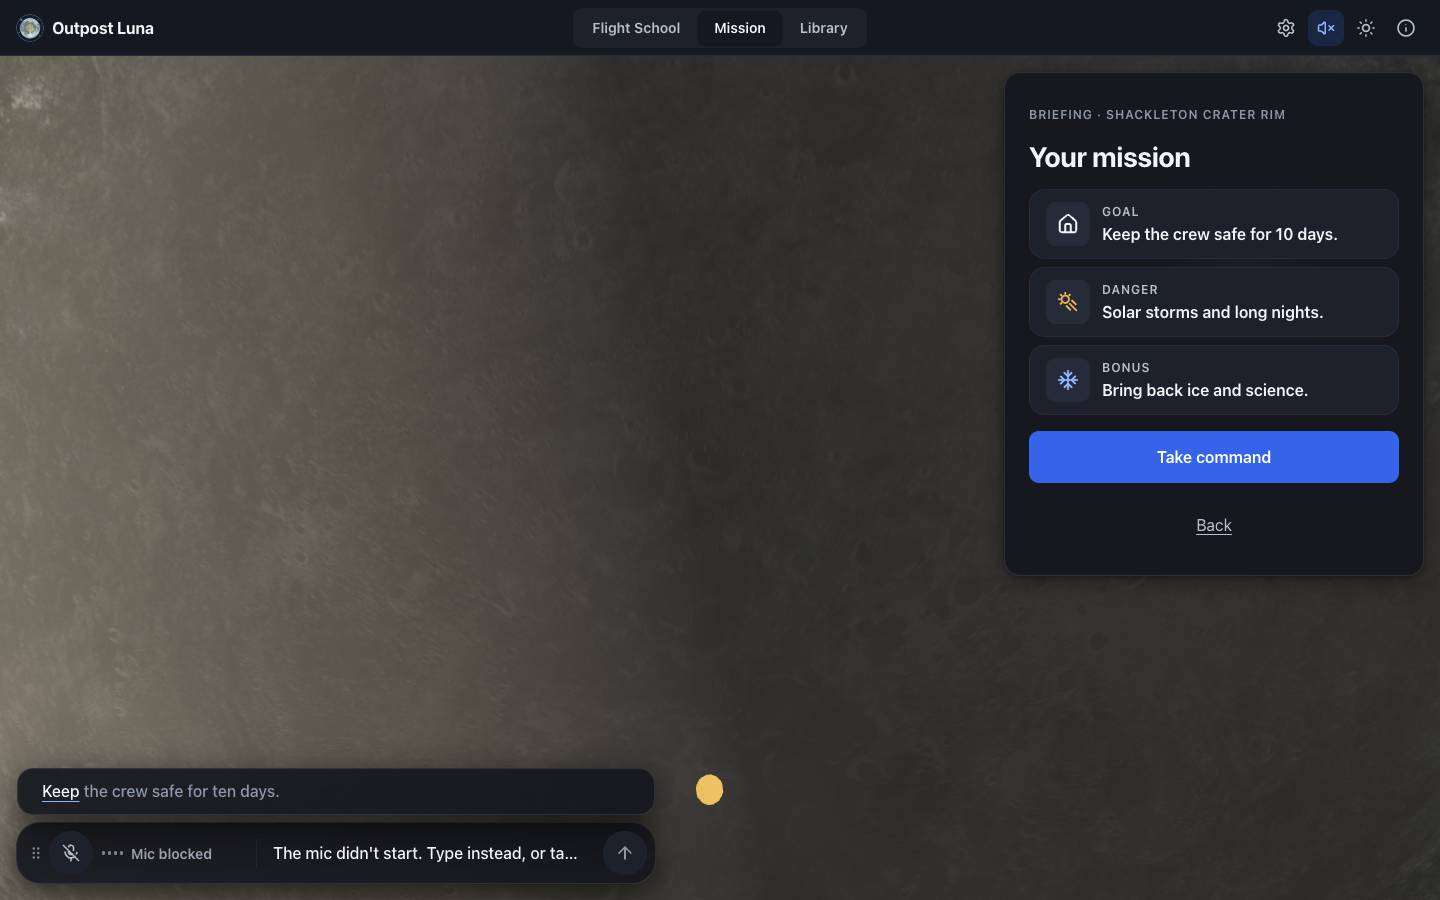 Outpost Luna
Flight School
Mission
Library
BRIEFING · SHACKLETON CRATER RIM
Your mission
GOAL
Keep the crew safe for 10 days.
DANGER
Solar storms and long nights.
BONUS
Bring back ice and science.
Take command
Back
Keep the crew safe for ten days.
Mic blocked
The mic didn't start. Type instead, or ta...